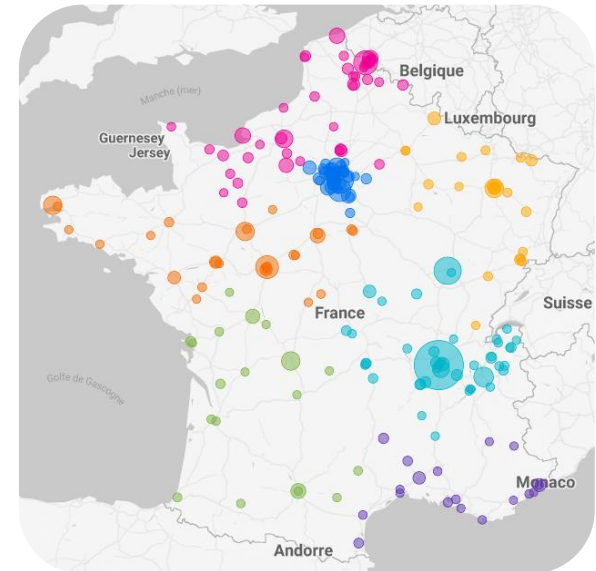 Belgique
Manche (mer)
Luxembourg
Guernesey
Jersey
Suisse
France
Golfe de Gascogne
Monaco
Andorre